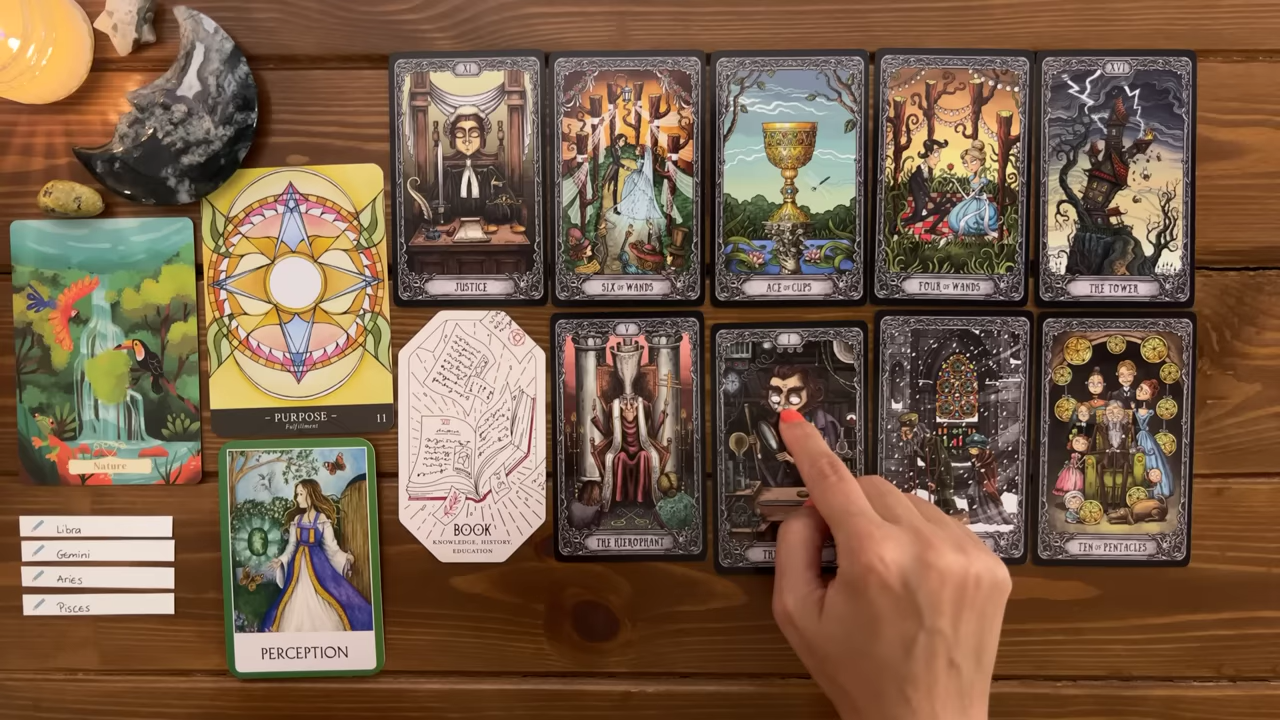 XI
JUSTICE
SIX OF WANDS
ACE OF CUPS
FOUR OF WANDS
XVI
THE TOWER
Nature
- PURPOSE -
Fulfillment
11
BOOK
KNOWLEDGE, HISTORY,
EDUCATION
V
THE HIEROPHANT
I
TEN OF PENTACLES
Libra
Gemini
Aries
Pisces
PERCEPTION